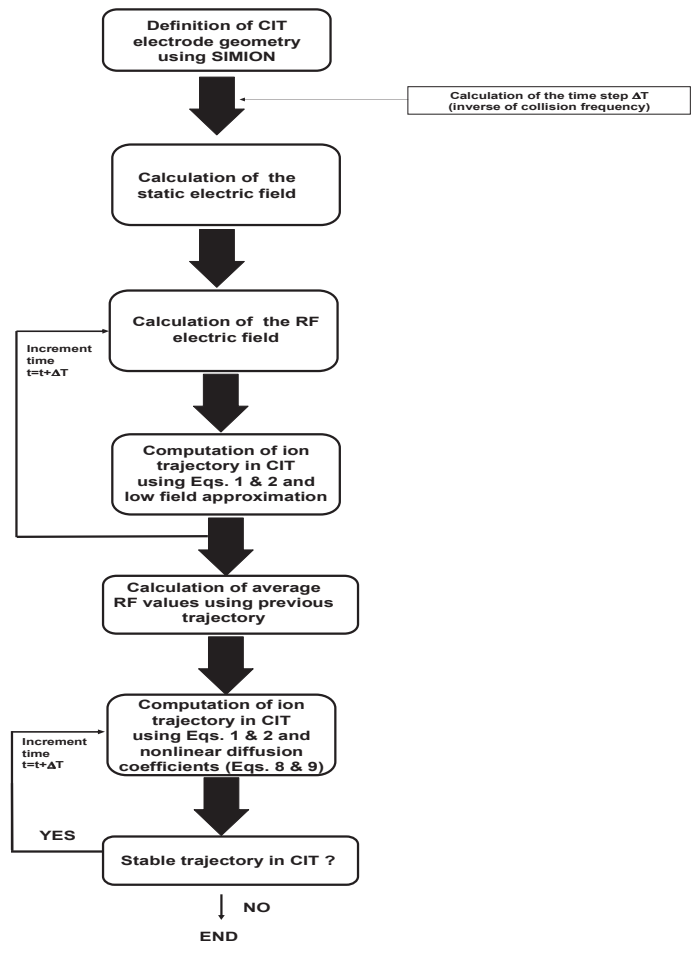 Definition of CIT
electrode geometry
using SIMION
Calculation of the time step ΔT
(inverse of collision frequency)
Calculation of the
static electric field
Calculation of the RF
electric field
Increment
time
t=t+ΔT
Computation of ion
trajectory in CIT
using Eqs. 1 & 2 and
low field approximation
Calculation of average
RF values using previous
trajectory
Computation of ion
trajectory in CIT
using Eqs. 1 & 2 and
nonlinear diffusion
coefficients (Eqs. 8 & 9)
Increment
time
t=t+ΔT
YES
Stable trajectory in CIT ?
NO
END